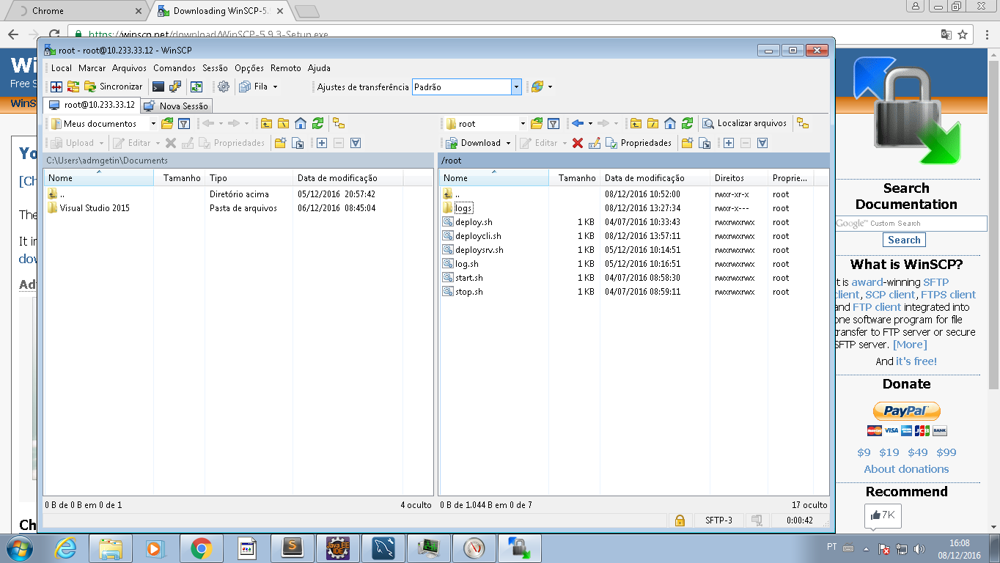 Chrome
Downloading WinSCP-5.
https://winscp.net/download/WinSCP-5.9.3-Setup.exe
root - root@10.233.33.12 - WinSCP
Local Marcar Arquivos Comandos Sessão Opções Remoto Ajuda
Sincronizar Fila Ajustes de transferência Padrão
root@10.233.33.12 Nova Sessão
Meus documentos root Localizar arquivos
Upload Editar Propriedades Download Editar Propriedades
C:\Users\admgetin\Documents /root
Nome Tamanho Tipo Data de modificação
.. Diretório acima 05/12/2016 20:57:42
Visual Studio 2015 Pasta de arquivos 06/12/2016 08:45:04
Nome Tamanho Data de modificação Direitos Proprie...
.. 08/12/2016 10:52:00 rwxr-xr-x root
logs 08/12/2016 13:27:34 rwxr-x--- root
deploy.sh 1 KB 04/07/2016 10:33:43 rwxrwxrwx root
deploycli.sh 1 KB 08/12/2016 13:57:11 rwxrwxrwx root
deploysrv.sh 1 KB 05/12/2016 10:14:51 rwxrwxrwx root
log.sh 1 KB 05/12/2016 10:16:51 rwxrwxrwx root
start.sh 1 KB 04/07/2016 08:58:30 rwxrwxrwx root
stop.sh 1 KB 04/07/2016 08:59:11 rwxrwxrwx root
0 B de 0 B em 0 de 1 4 oculto
0 B de 1.044 B em 0 de 7 17 oculto
SFTP-3 0:00:42
Wi
Free S
WinS
Yo
[Ch
The
It in
dov
Ad
Ch
Search
Documentation
Google™ Custom Search
Search
What is WinSCP?
t is award-winning SFTP
client, SCP client, FTPS client
and FTP client integrated into
one software program for file
transfer to FTP server or secure
SFTP server. [More]
And it's free!
Donate
PayPal
VISA JCB BANK
$9 $19 $49 $99
About donations
Recommend
7K
Java EE
IDE
PT
16:08
08/12/2016